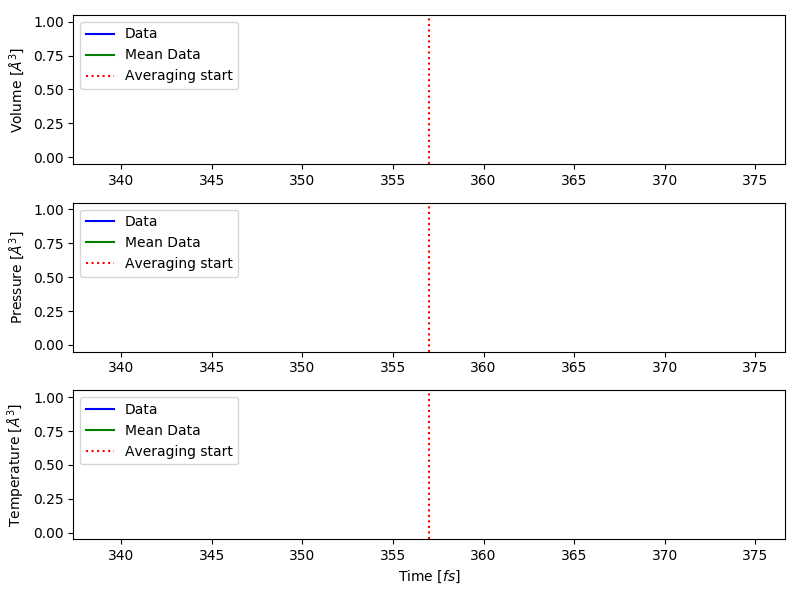 Volume [Å³]
1.00
0.75
0.50
0.25
0.00
Data
Mean Data
Averaging start
340 345 350 355 360 365 370 375
Pressure [Å³]
1.00
0.75
0.50
0.25
0.00
Data
Mean Data
Averaging start
340 345 350 355 360 365 370 375
Temperature [Å³]
1.00
0.75
0.50
0.25
0.00
Data
Mean Data
Averaging start
340 345 350 355 360 365 370 375
Time [fs]